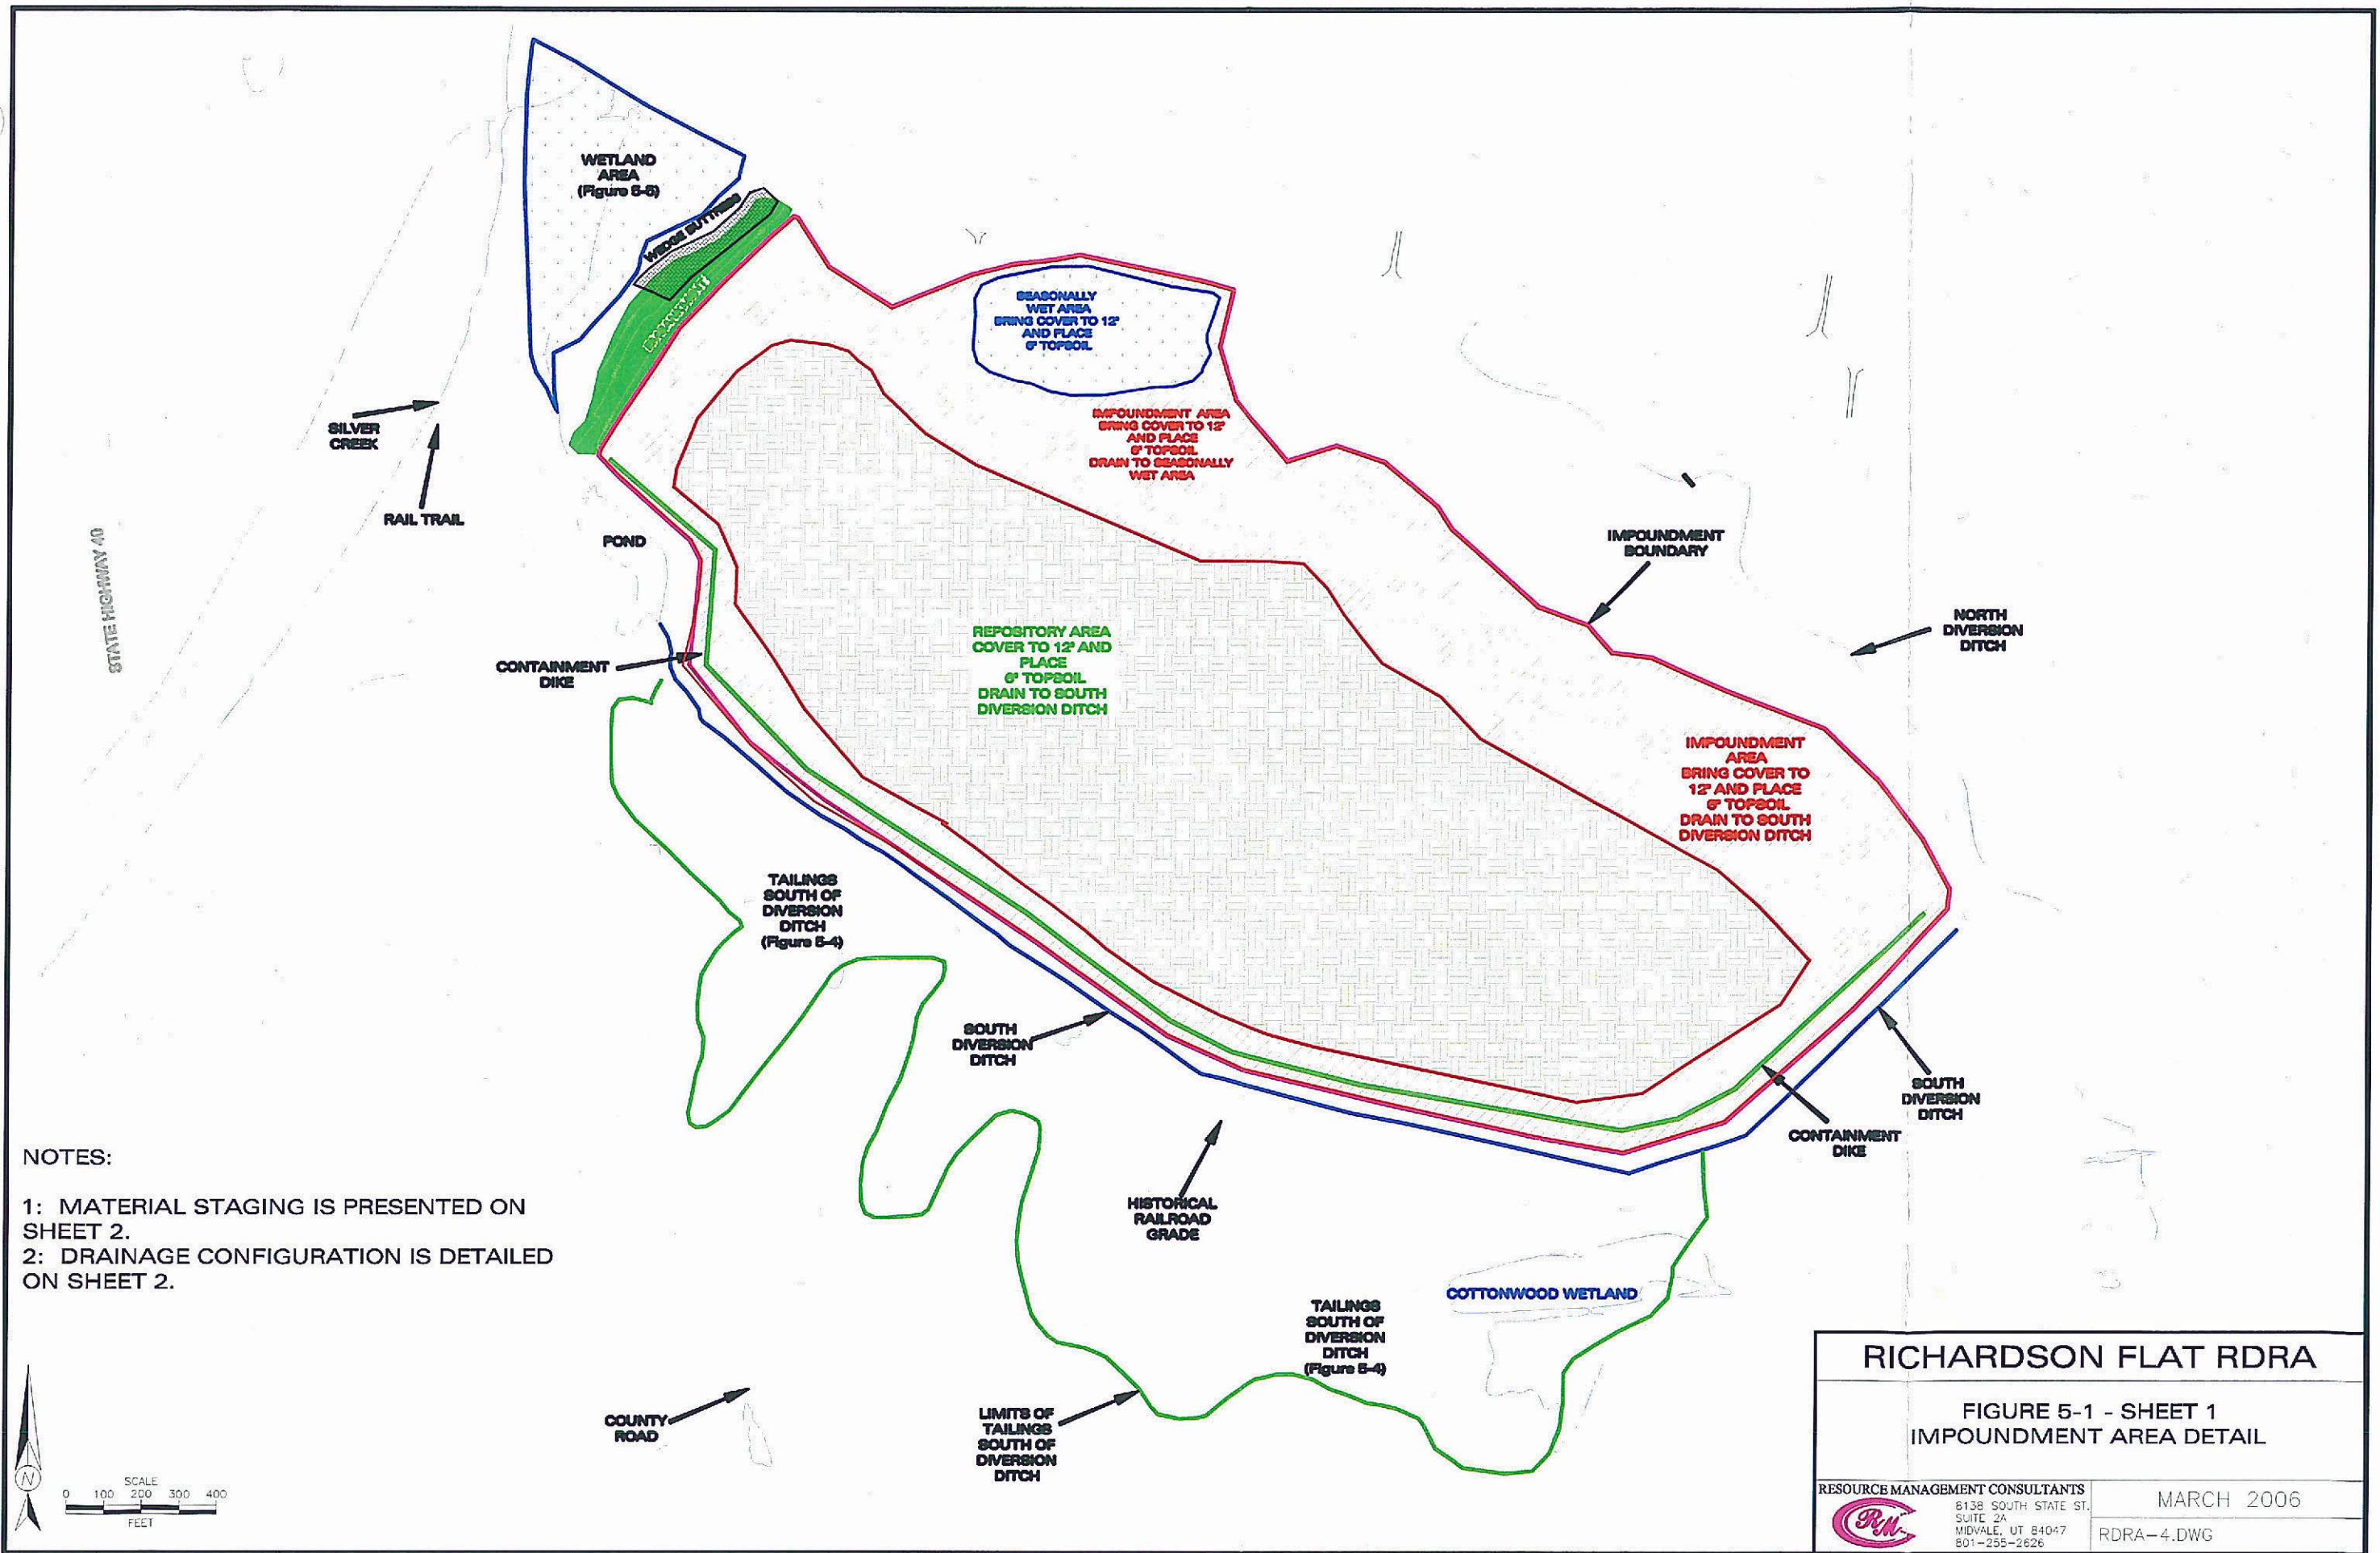 WETLAND
AREA
(Figure 5-5)
WEDGE BUTTRESS
EMBANKMENT
SEASONALLY
WET AREA
BRING COVER TO 12"
AND PLACE
6" TOPSOIL
IMPOUNDMENT AREA
BRING COVER TO 12"
AND PLACE
6" TOPSOIL
DRAIN TO SEASONALLY
WET AREA
SILVER
CREEK
RAIL TRAIL
STATE HIGHWAY 40
POND
IMPOUNDMENT
BOUNDARY
NORTH
DIVERSION
DITCH
CONTAINMENT
DIKE
REPOSITORY AREA
COVER TO 12" AND
PLACE
6" TOPSOIL
DRAIN TO SOUTH
DIVERSION DITCH
IMPOUNDMENT
AREA
BRING COVER TO
12" AND PLACE
6" TOPSOIL
DRAIN TO SOUTH
DIVERSION DITCH
TAILINGS
SOUTH OF
DIVERSION
DITCH
(Figure 5-4)
SOUTH
DIVERSION
DITCH
SOUTH
DIVERSION
DITCH
CONTAINMENT
DIKE
HISTORICAL
RAILROAD
GRADE
COTTONWOOD WETLAND
TAILINGS
SOUTH OF
DIVERSION
DITCH
(Figure 5-4)
LIMITS OF
TAILINGS
SOUTH OF
DIVERSION
DITCH
COUNTY
ROAD
NOTES:
1: MATERIAL STAGING IS PRESENTED ON
SHEET 2.
2: DRAINAGE CONFIGURATION IS DETAILED
ON SHEET 2.
N
SCALE
0 100 200 300 400
FEET
RICHARDSON FLAT RDRA
FIGURE 5-1 - SHEET 1
IMPOUNDMENT AREA DETAIL
RESOURCE MANAGEMENT CONSULTANTS
8138 SOUTH STATE ST.
SUITE 2A
MIDVALE, UT 84047
801-255-2626
RMC
MARCH 2006
RDRA-4.DWG